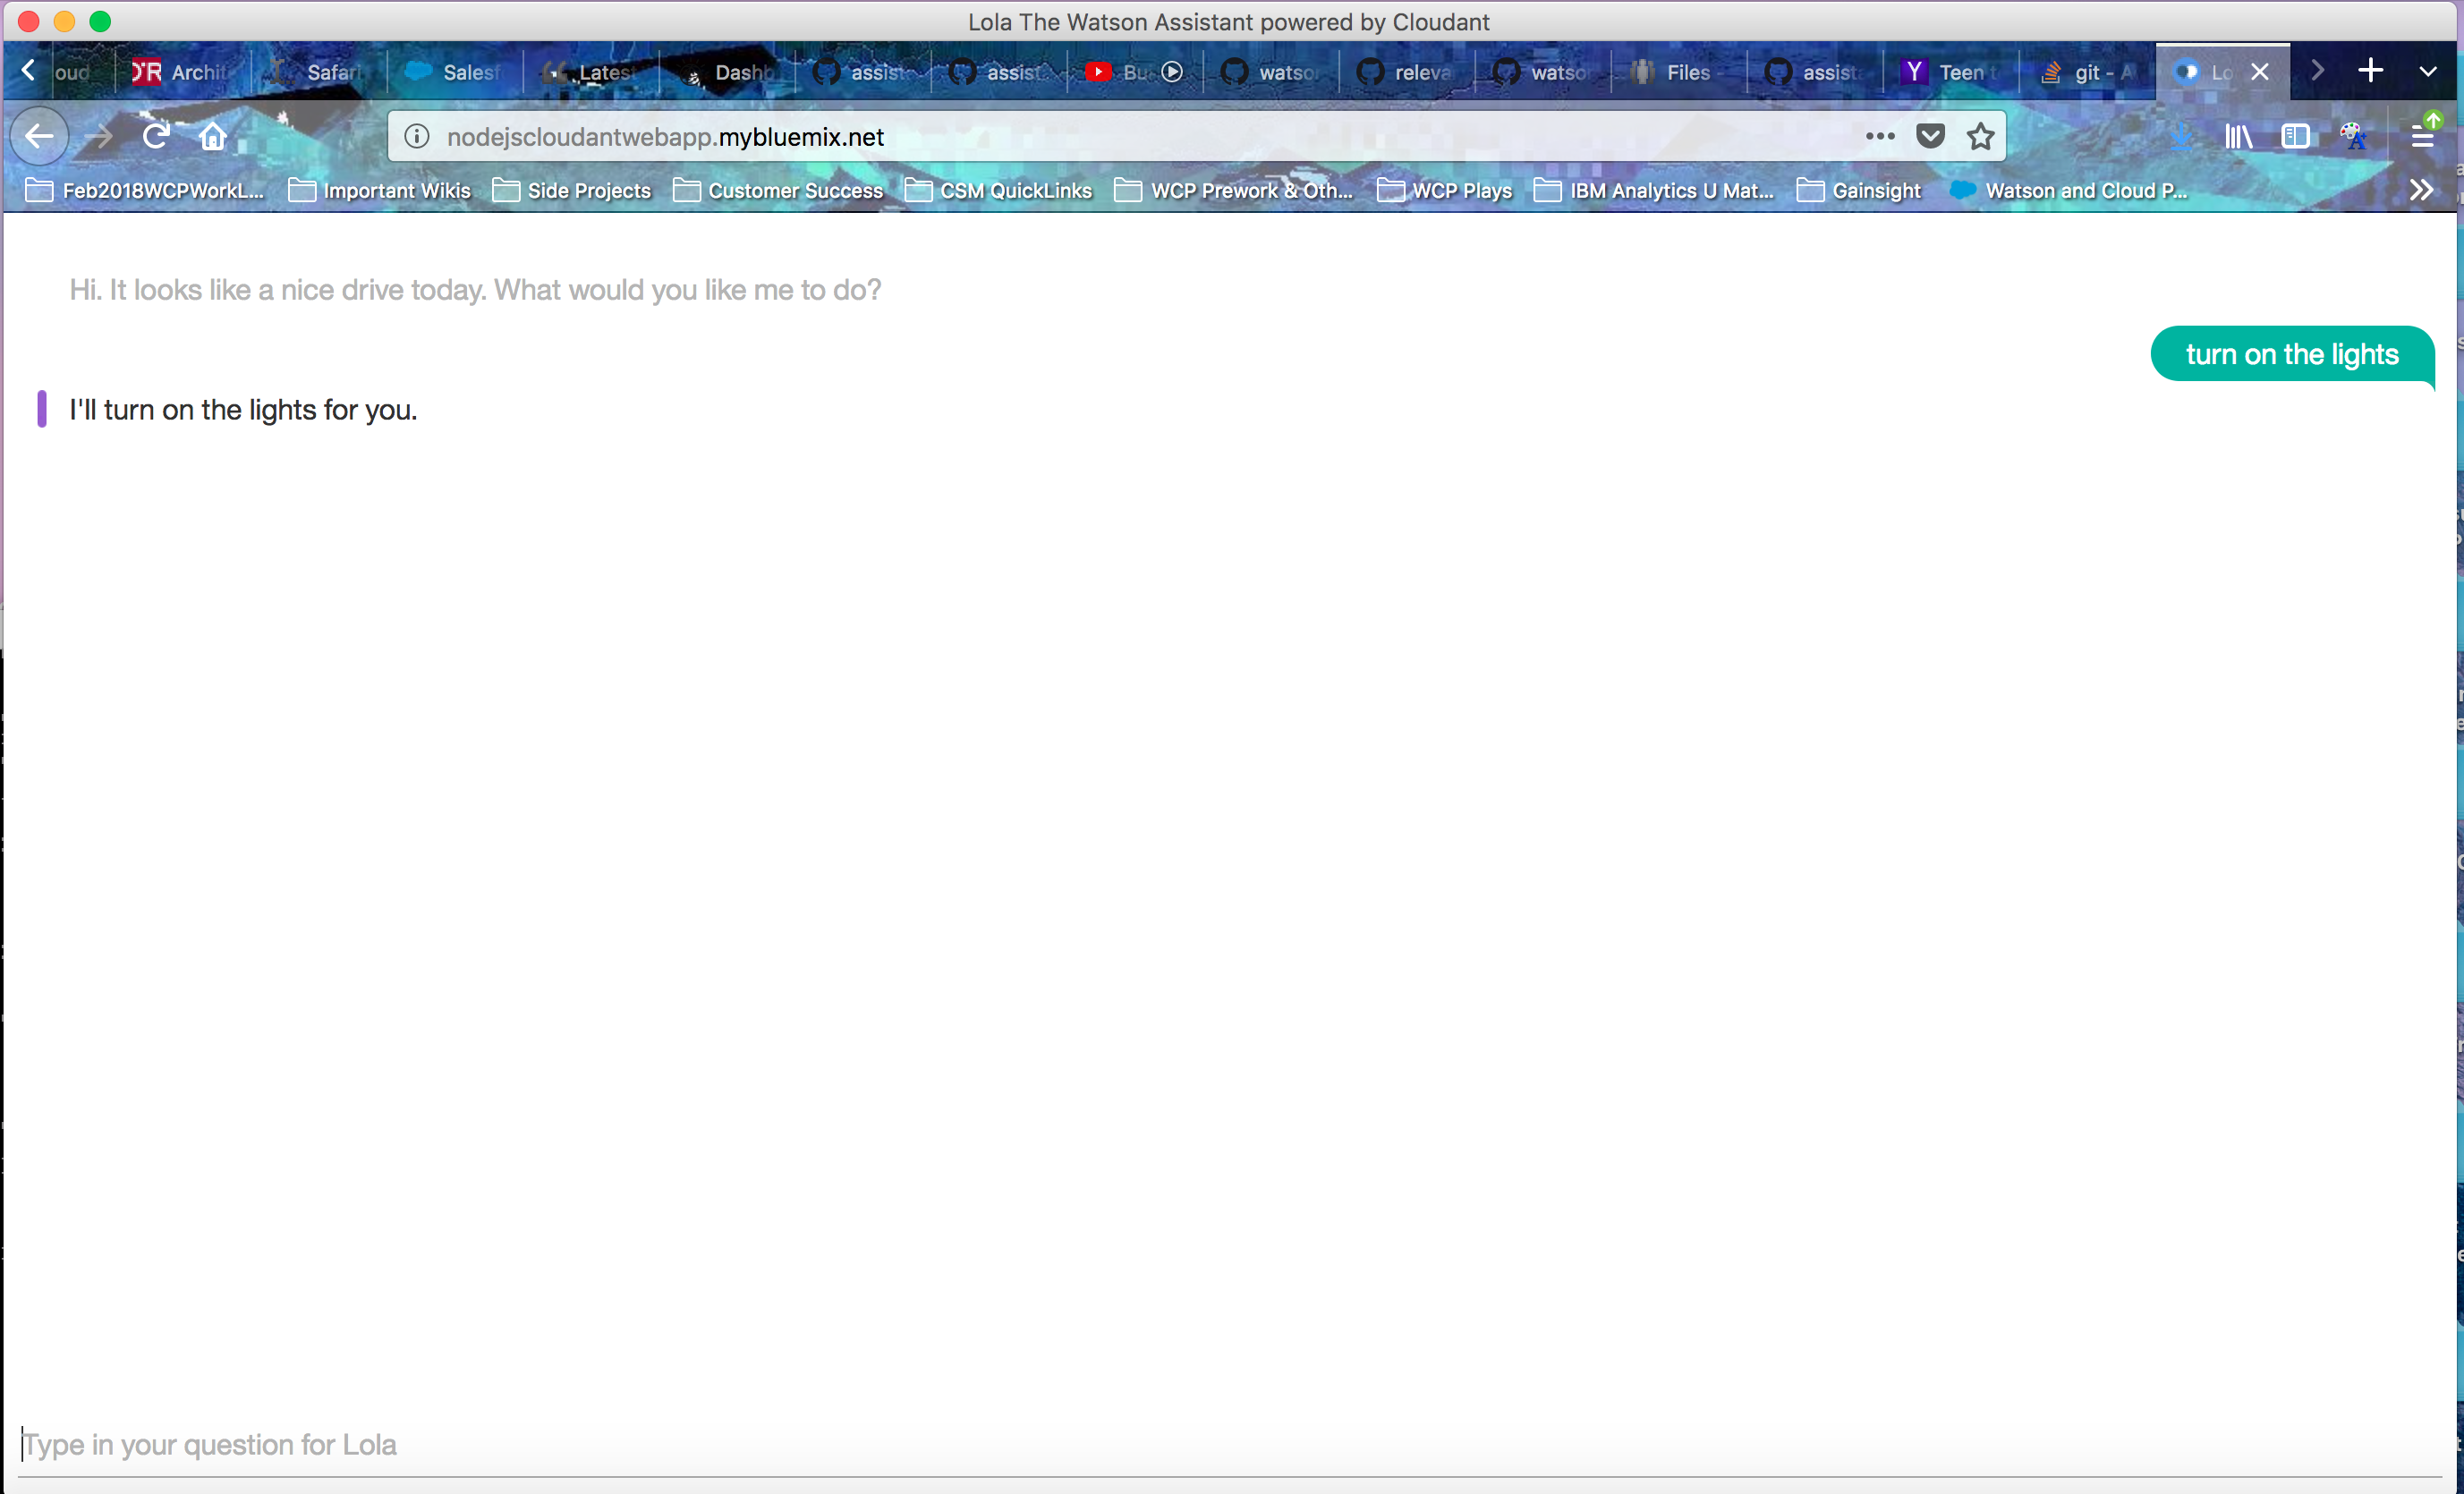 Lola The Watson Assistant powered by Cloudant
oud
Archit
Safari
Salesf
Latest
Dashb
assist
assist
Bu
watso
releva
watso
Files -
assist
Y
Teen t
git - A
Lo
nodejscloudantwebapp.mybluemix.net
Feb2018WCPWorkL... Important Wikis Side Projects Customer Success CSM QuickLinks WCP Prework & Oth... WCP Plays IBM Analytics U Mat... Gainsight Watson and Cloud P...
Hi. It looks like a nice drive today. What would you like me to do?
turn on the lights
I'll turn on the lights for you.
Type in your question for Lola